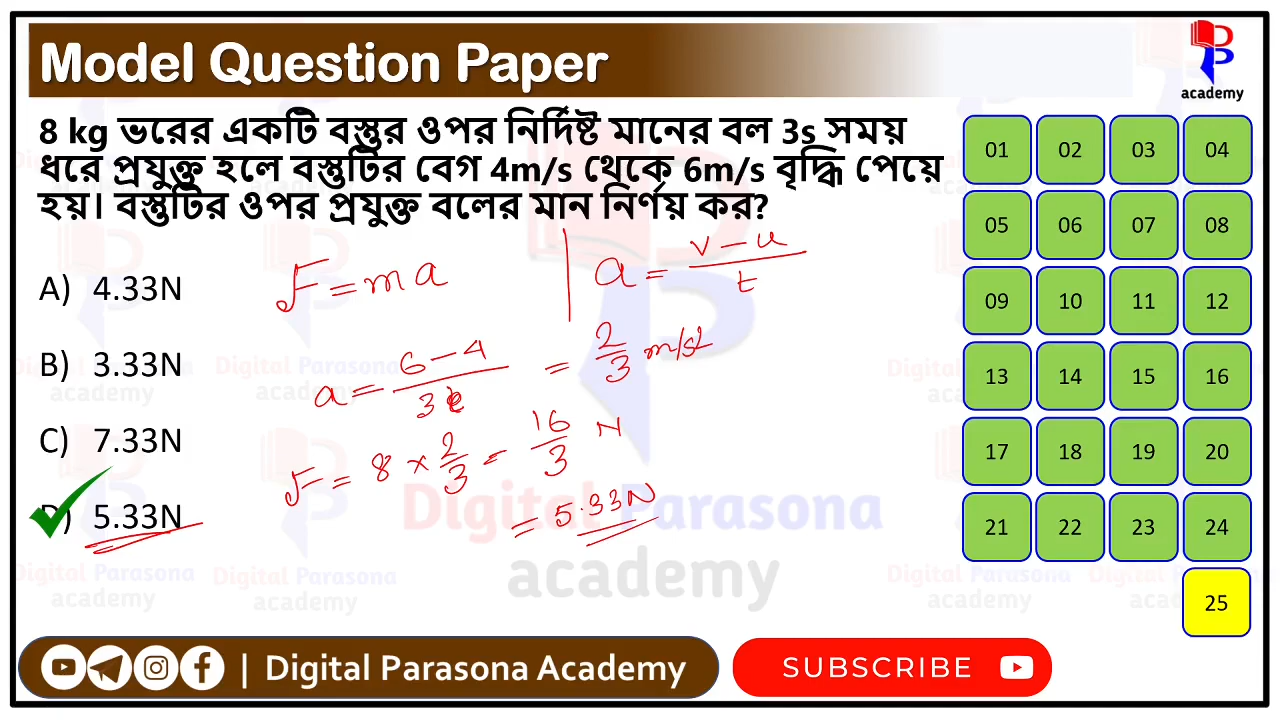 Model Question Paper
academy
8 kg ভরের একটি বস্তুর ওপর নির্দিষ্ট মানের বল 3s সময়
ধরে প্রযুক্ত হলে বস্তুটির বেগ 4m/s থেকে 6m/s বৃদ্ধি পেয়ে
হয়। বস্তুটির ওপর প্রযুক্ত বলের মান নির্ণয় কর?
A) 4.33N
B) 3.33N
C) 7.33N
D) 5.33N
F = ma
a = v - u / t
a = 6 - 4 / 3 = 2/3 m/s²
F = 8 × 2/3 = 16/3 N
= 5.33N
01 02 03 04
05 06 07 08
09 10 11 12
13 14 15 16
17 18 19 20
21 22 23 24
25
Digital Parasona
academy
| Digital Parasona Academy
SUBSCRIBE